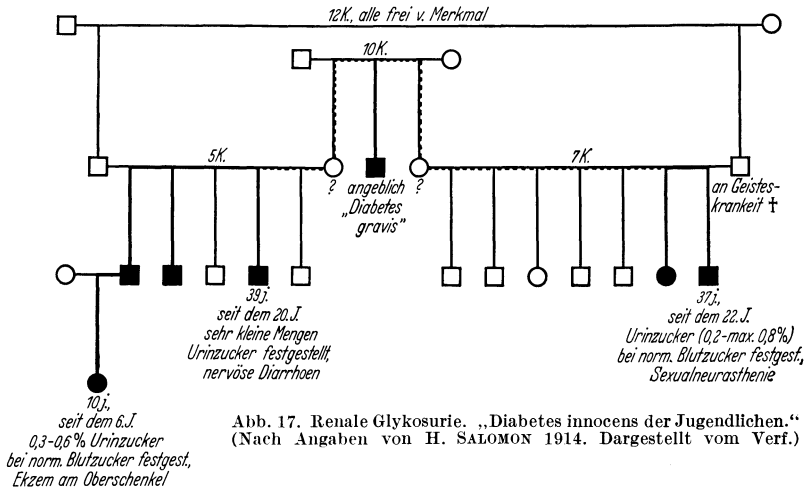 12K., alle frei v. Merkmal
10K.
5K.
7K.
?
angeblich
„Diabetes
gravis"
?
an Geistes-
krankeit †
39j.
seit dem 20.J.
sehr kleine Mengen
Urinzucker festgestellt,
nervöse Diarrhoen
37j.,
seit dem 22.J.
Urinzucker (0,2-max. 0,8%)
bei norm. Blutzucker festgest.,
Sexualneurasthenie
10j.,
seit dem 6.J.
0,3-0,6% Urinzucker
bei norm. Blutzucker festgest.,
Ekzem am Oberschenkel
Abb. 17. Renale Glykosurie. „Diabetes innocens der Jugendlichen.“
(Nach Angaben von H. SALOMON 1914. Dargestellt vom Verf.)